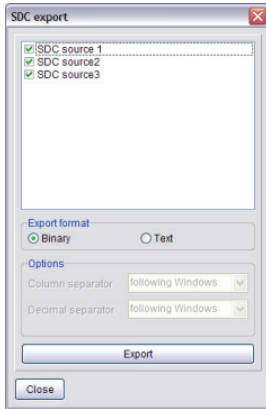 SDC export
SDC source 1
SDC source2
SDC source3
Export format
Binary Text
Options
Column separator following Windows
Decimal separator following Windows
Export
Close